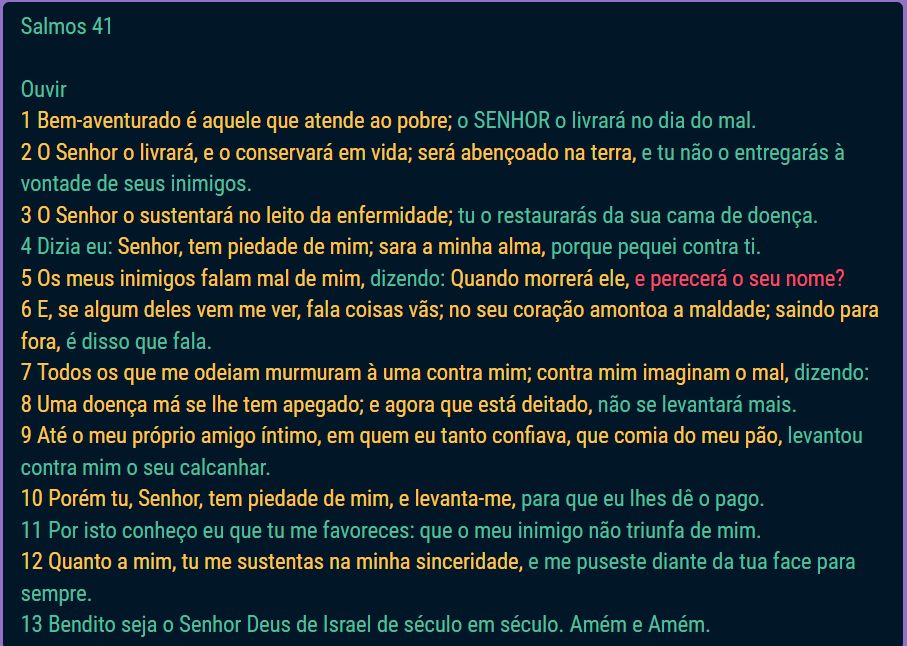 Salmos 41
Ouvir
1 Bem-aventurado é aquele que atende ao pobre; o SENHOR o livrará no dia do mal.
2 O Senhor o livrará, e o conservará em vida; será abençoado na terra, e tu não o entregarás à
vontade de seus inimigos.
3 O Senhor o sustentará no leito da enfermidade; tu o restaurarás da sua cama de doença.
4 Dizia eu: Senhor, tem piedade de mim; sara a minha alma, porque pequei contra ti.
5 Os meus inimigos falam mal de mim, dizendo: Quando morrerá ele, e perecerá o seu nome?
6 E, se algum deles vem me ver, fala coisas vãs; no seu coração amontoa a maldade; saindo para
fora, é disso que fala.
7 Todos os que me odeiam murmuram à uma contra mim; contra mim imaginam o mal, dizendo:
8 Uma doença má se lhe tem apegado; e agora que está deitado, não se levantará mais.
9 Até o meu próprio amigo íntimo, em quem eu tanto confiava, que comia do meu pão, levantou
contra mim o seu calcanhar.
10 Porém tu, Senhor, tem piedade de mim, e levanta-me, para que eu lhes dê o pago.
11 Por isto conheço eu que tu me favoreces: que o meu inimigo não triunfa de mim.
12 Quanto a mim, tu me sustentas na minha sinceridade, e me puseste diante da tua face para
sempre.
13 Bendito seja o Senhor Deus de Israel de século em século. Amém e Amém.